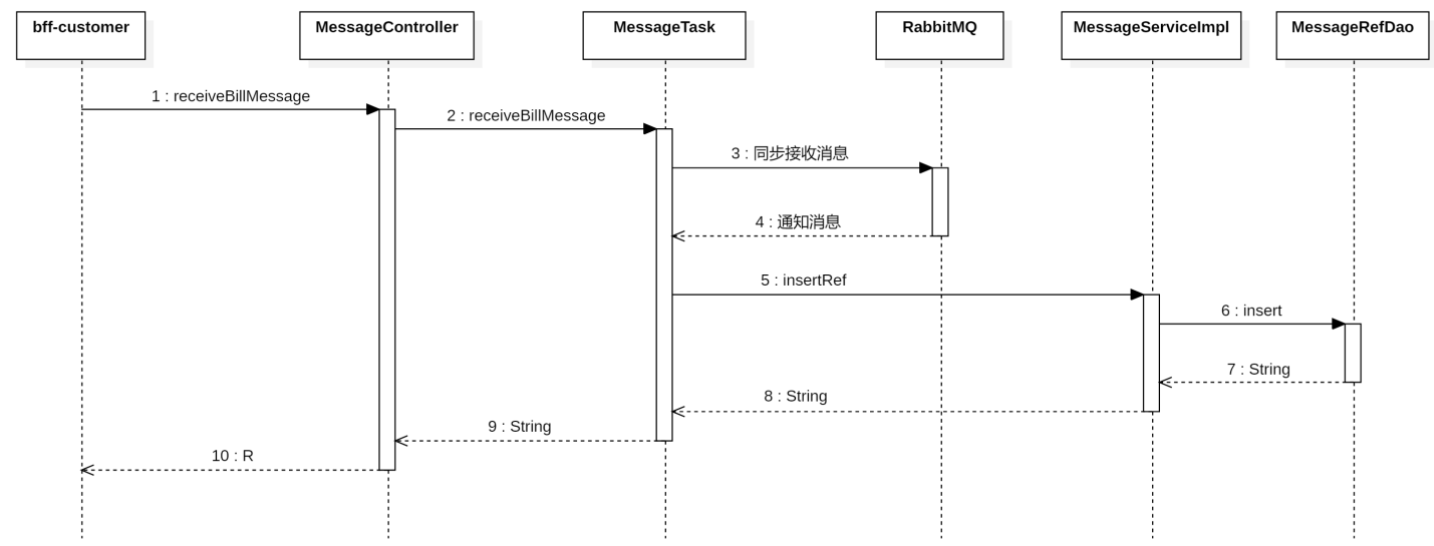 bff-customer
MessageController
MessageTask
RabbitMQ
MessageServiceImpl
MessageRefDao
1 : receiveBillMessage
2 : receiveBillMessage
3 : 同步接收消息
4 : 通知消息
5 : insertRef
6 : insert
7 : String
8 : String
9 : String
10 : R